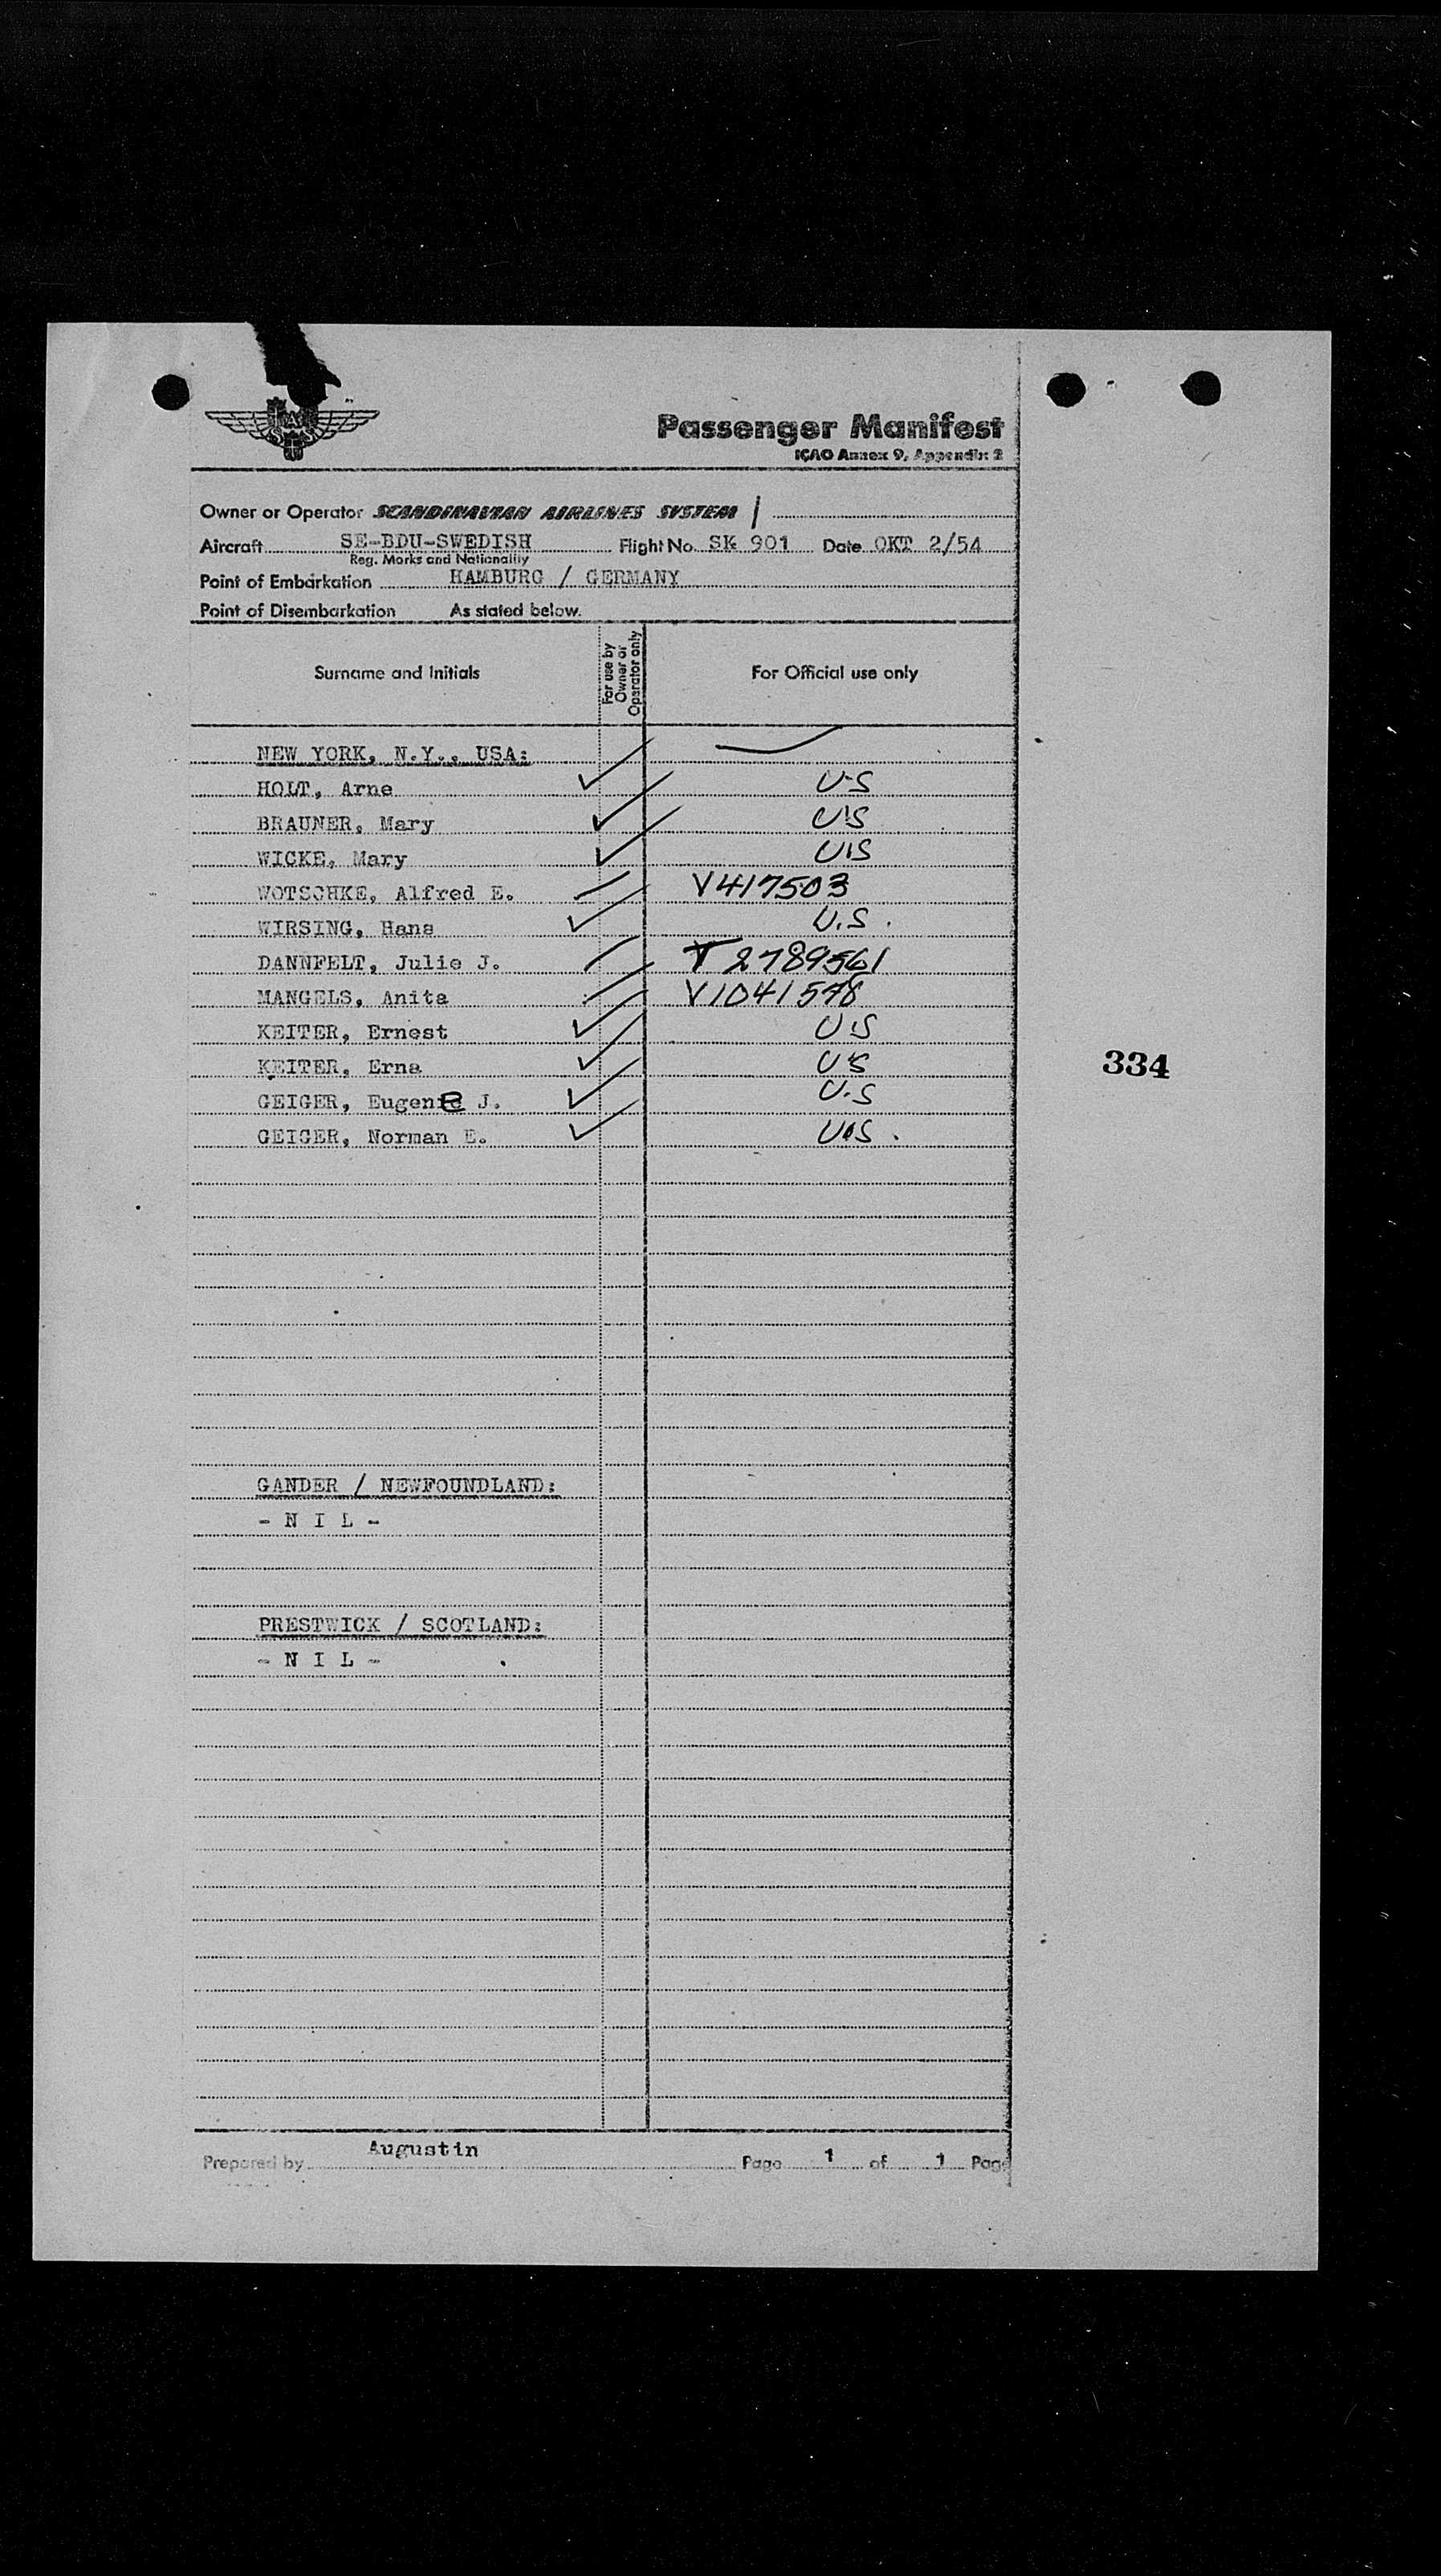 SAS
Passenger Manifest
ICAO Annex 9, Appendix 2
Owner or Operator SCANDINAVIAN AIRLINES SYSTEM /
Aircraft SE-BDU-SWEDISH Flight No. SK 901 Date OKT 2/54
Reg. Marks and Nationality
Point of Embarkation HAMBURG / GERMANY
Point of Disembarkation As stated below.
Surname and Initials For use by Owner or Operator only For Official use only
NEW YORK, N.Y., USA:
HOLT, Arne ✓ U.S
BRAUNER, Mary ✓ U.S
WICKE, Mary ✓ U.S
WOTSCHKE, Alfred E. V417503
WIRSING, Hans ✓ U.S.
DANNFELT, Julie J. 2789561
MANGELS, Anita V1041578
KEITER, Ernest ✓ U.S
KEITER, Erna ✓ U.S
334
GEIGER, Eugene J. ✓ U.S
GEIGER, Norman E. ✓ U.S.
GANDER / NEWFOUNDLAND:
- N I L -
PRESTWICK / SCOTLAND:
- N I L -
Prepared by Augustin Page 1 of 1 Page